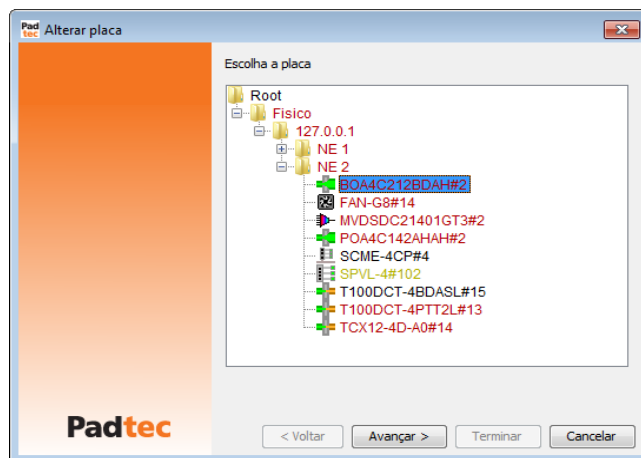 Pad
tec
Alterar placa
Escolha a placa
Root
Fisico
127.0.0.1
NE 1
NE 2
BOA4C212BDAH#2
FAN-G8#14
MVDSDC21401GT3#2
POA4C142AHAH#2
SCME-4CP#4
SPVL-4#102
T100DCT-4BDASL#15
T100DCT-4PTT2L#13
TCX12-4D-A0#14
Padtec
< Voltar
Avançar >
Terminar
Cancelar